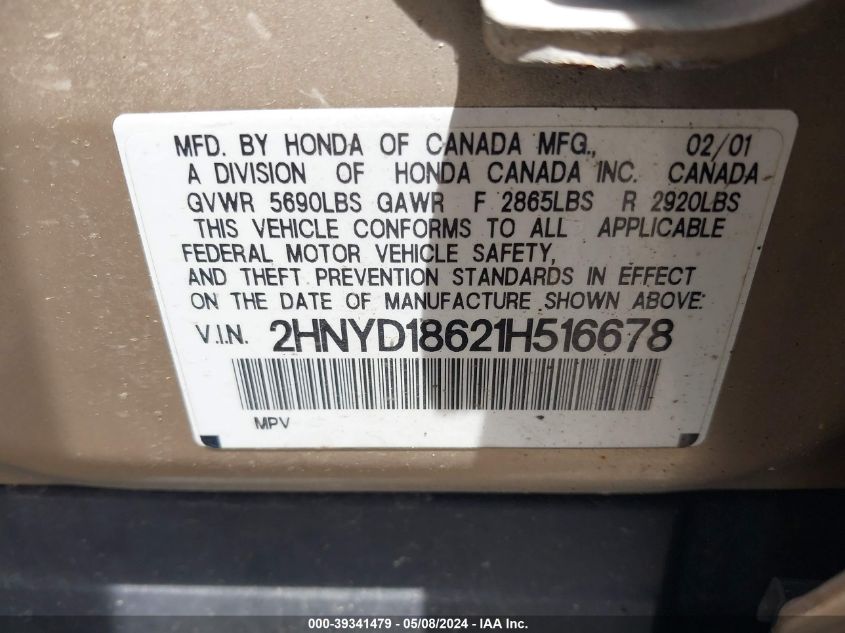 MFD. BY HONDA OF CANADA MFG., 02/01
A DIVISION OF HONDA CANADA INC. CANADA
GVWR 5690LBS GAWR F 2865LBS R 2920LBS
THIS VEHICLE CONFORMS TO ALL APPLICABLE
FEDERAL MOTOR VEHICLE SAFETY,
AND THEFT PREVENTION STANDARDS IN EFFECT
ON THE DATE OF MANUFACTURE SHOWN ABOVE:
V.I.N. 2HNYD18621H516678
MPV
000-39341479 - 05/08/2024 - IAA Inc.